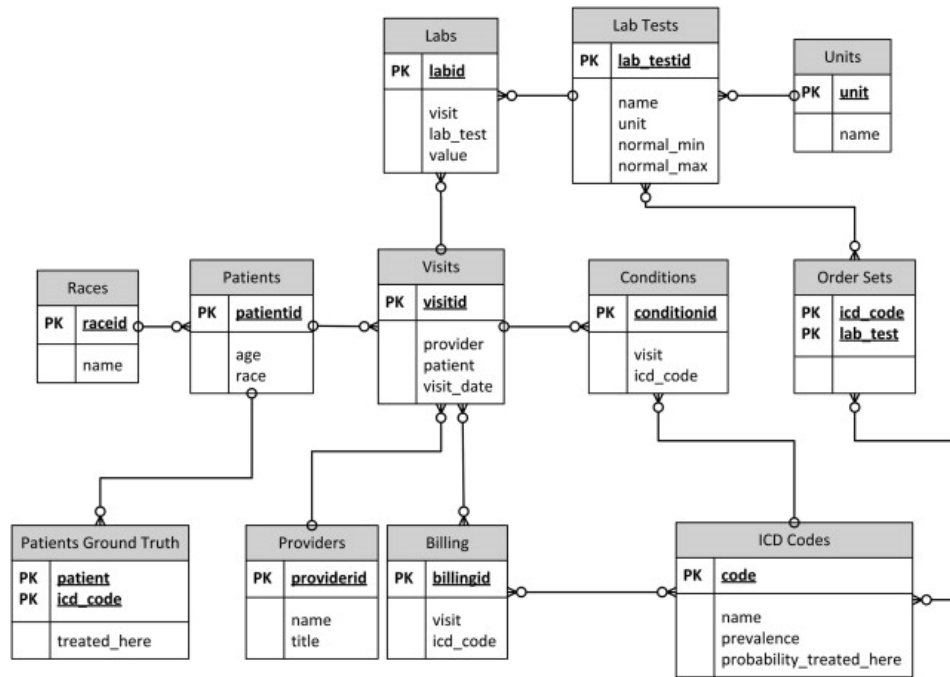 Labs
PK labid
visit
lab_test
value
Lab Tests
PK lab_testid
name
unit
normal_min
normal_max
Units
PK unit
name
Races
PK raceid
name
Patients
PK patientid
age
race
Visits
PK visitid
provider
patient
visit_date
Conditions
PK conditionid
visit
icd_code
Order Sets
PK icd_code
PK lab_test
Patients Ground Truth
PK patient
PK icd_code
treated_here
Providers
PK providerid
name
title
Billing
PK billingid
visit
icd_code
ICD Codes
PK code
name
prevalence
probability_treated_here